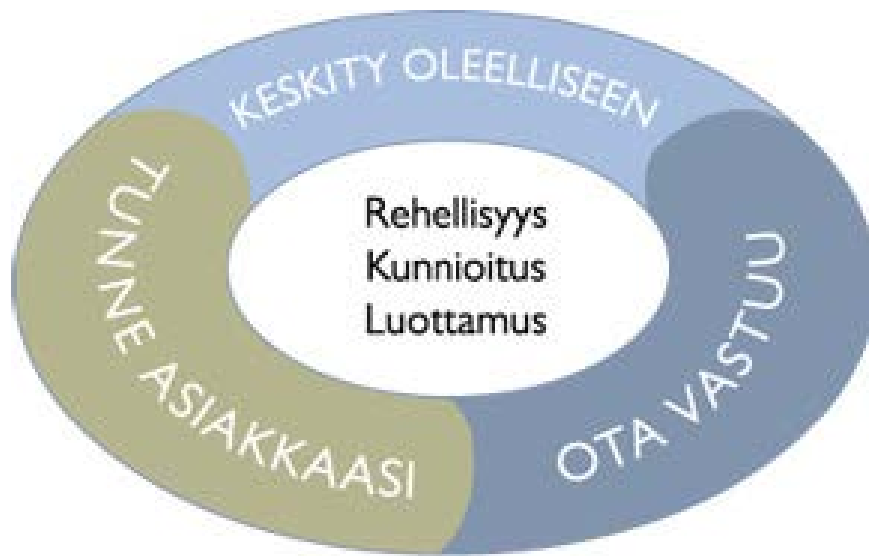 KESKITY OLEELLISEEN
TUNNE ASIAKKAASI
OTA VASTUU
Rehellisyys
Kunnioitus
Luottamus